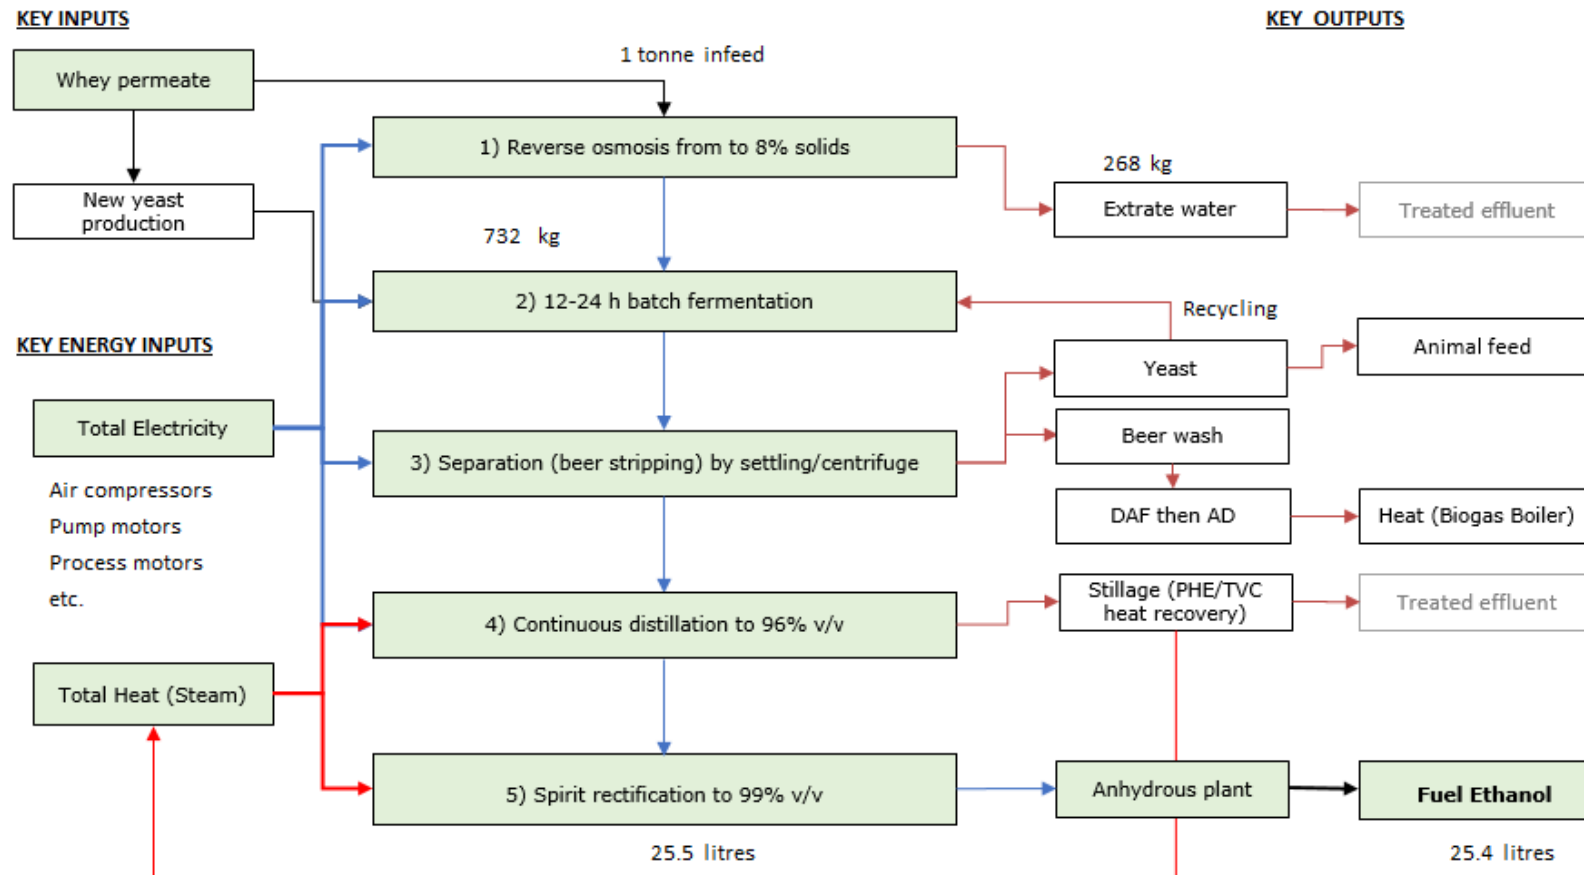 KEY INPUTS
KEY OUTPUTS
Whey permeate
1 tonne infeed
1) Reverse osmosis from to 8% solids
268 kg
New yeast
production
Extrate water
Treated effluent
732 kg
2) 12-24 h batch fermentation
Recycling
KEY ENERGY INPUTS
Yeast
Animal feed
Total Electricity
Beer wash
3) Separation (beer stripping) by settling/centrifuge
Air compressors
Pump motors
Process motors
etc.
DAF then AD
Heat (Biogas Boiler)
Stillage (PHE/TVC
heat recovery)
Treated effluent
4) Continuous distillation to 96% v/v
Total Heat (Steam)
5) Spirit rectification to 99% v/v
Anhydrous plant
Fuel Ethanol
25.5 litres
25.4 litres